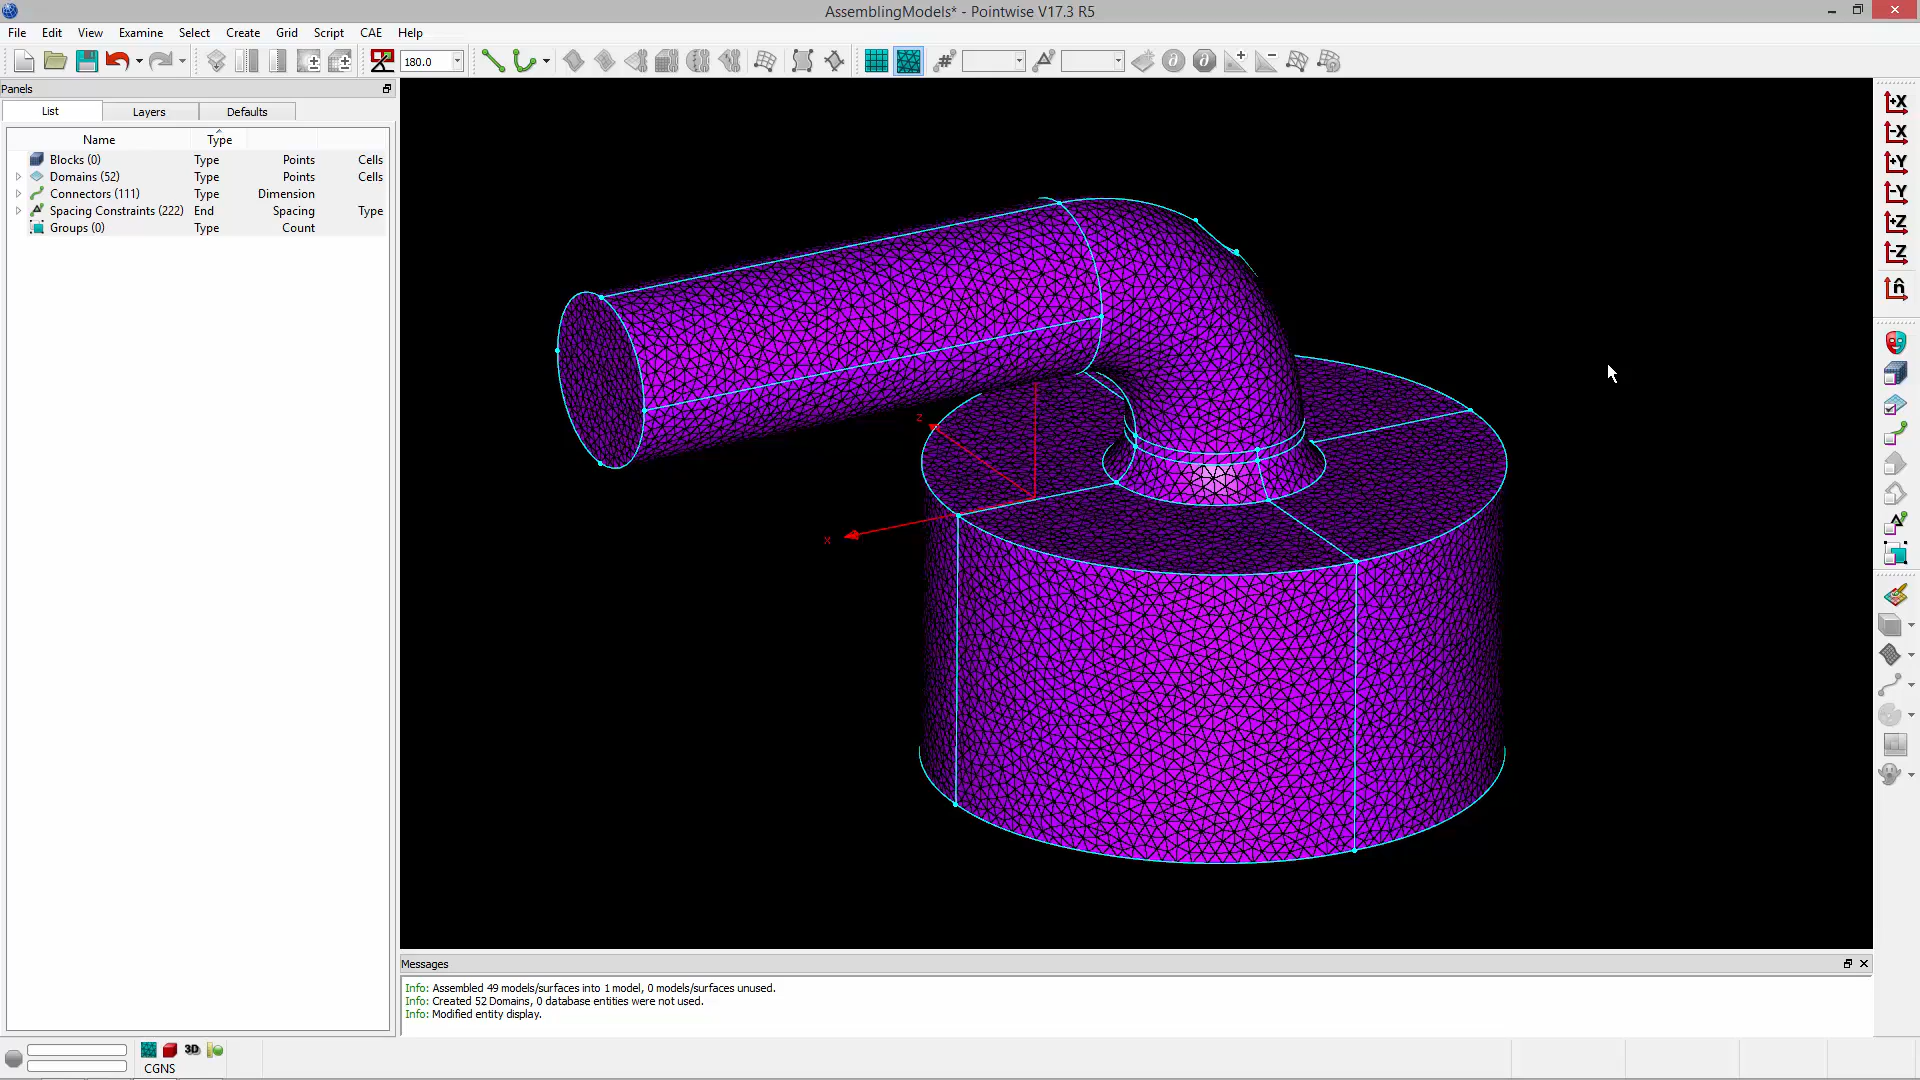 AssemblingModels* - Pointwise V17.3 R5
File Edit View Examine Select Create Grid Script CAE Help
180.0
Panels
List Layers Defaults
Name Type
Blocks (0) Type Points Cells
Domains (52) Type Points Cells
Connectors (111) Type Dimension
Spacing Constraints (222) End Spacing Type
Groups (0) Type Count
+X
-X
+Y
-Y
+Z
-Z
n̂
z
x
Messages
Info: Assembled 49 models/surfaces into 1 model, 0 models/surfaces unused.
Info: Created 52 Domains, 0 database entities were not used.
Info: Modified entity display.
3D
CGNS